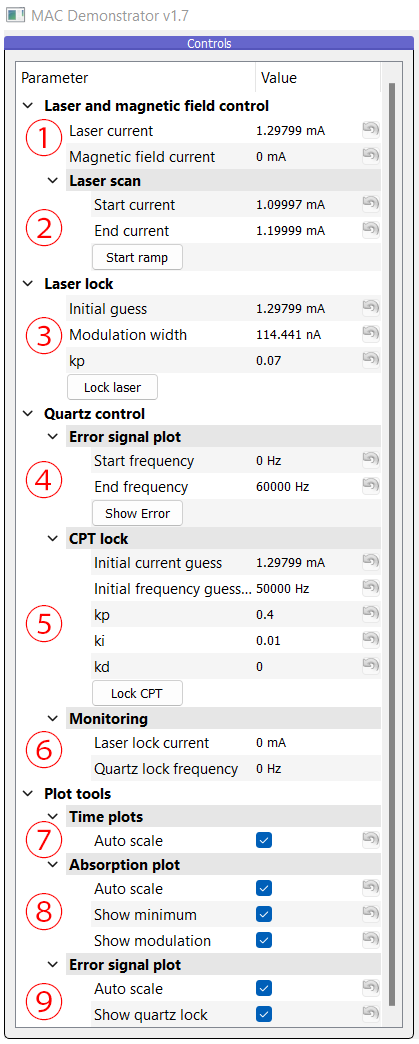 MAC Demonstrator v1.7
Controls
Parameter Value
Laser and magnetic field control
1
Laser current 1.29799 mA
Magnetic field current 0 mA
Laser scan
2
Start current 1.09997 mA
End current 1.19999 mA
Start ramp
Laser lock
Initial guess 1.29799 mA
3
Modulation width 114.441 nA
kp 0.07
Lock laser
Quartz control
Error signal plot
4
Start frequency 0 Hz
End frequency 60000 Hz
Show Error
CPT lock
Initial current guess 1.29799 mA
Initial frequency guess... 50000 Hz
5
kp 0.4
ki 0.01
kd 0
Lock CPT
Monitoring
6
Laser lock current 0 mA
Quartz lock frequency 0 Hz
Plot tools
Time plots
7
Auto scale
Absorption plot
Auto scale
8
Show minimum
Show modulation
Error signal plot
9
Auto scale
Show quartz lock